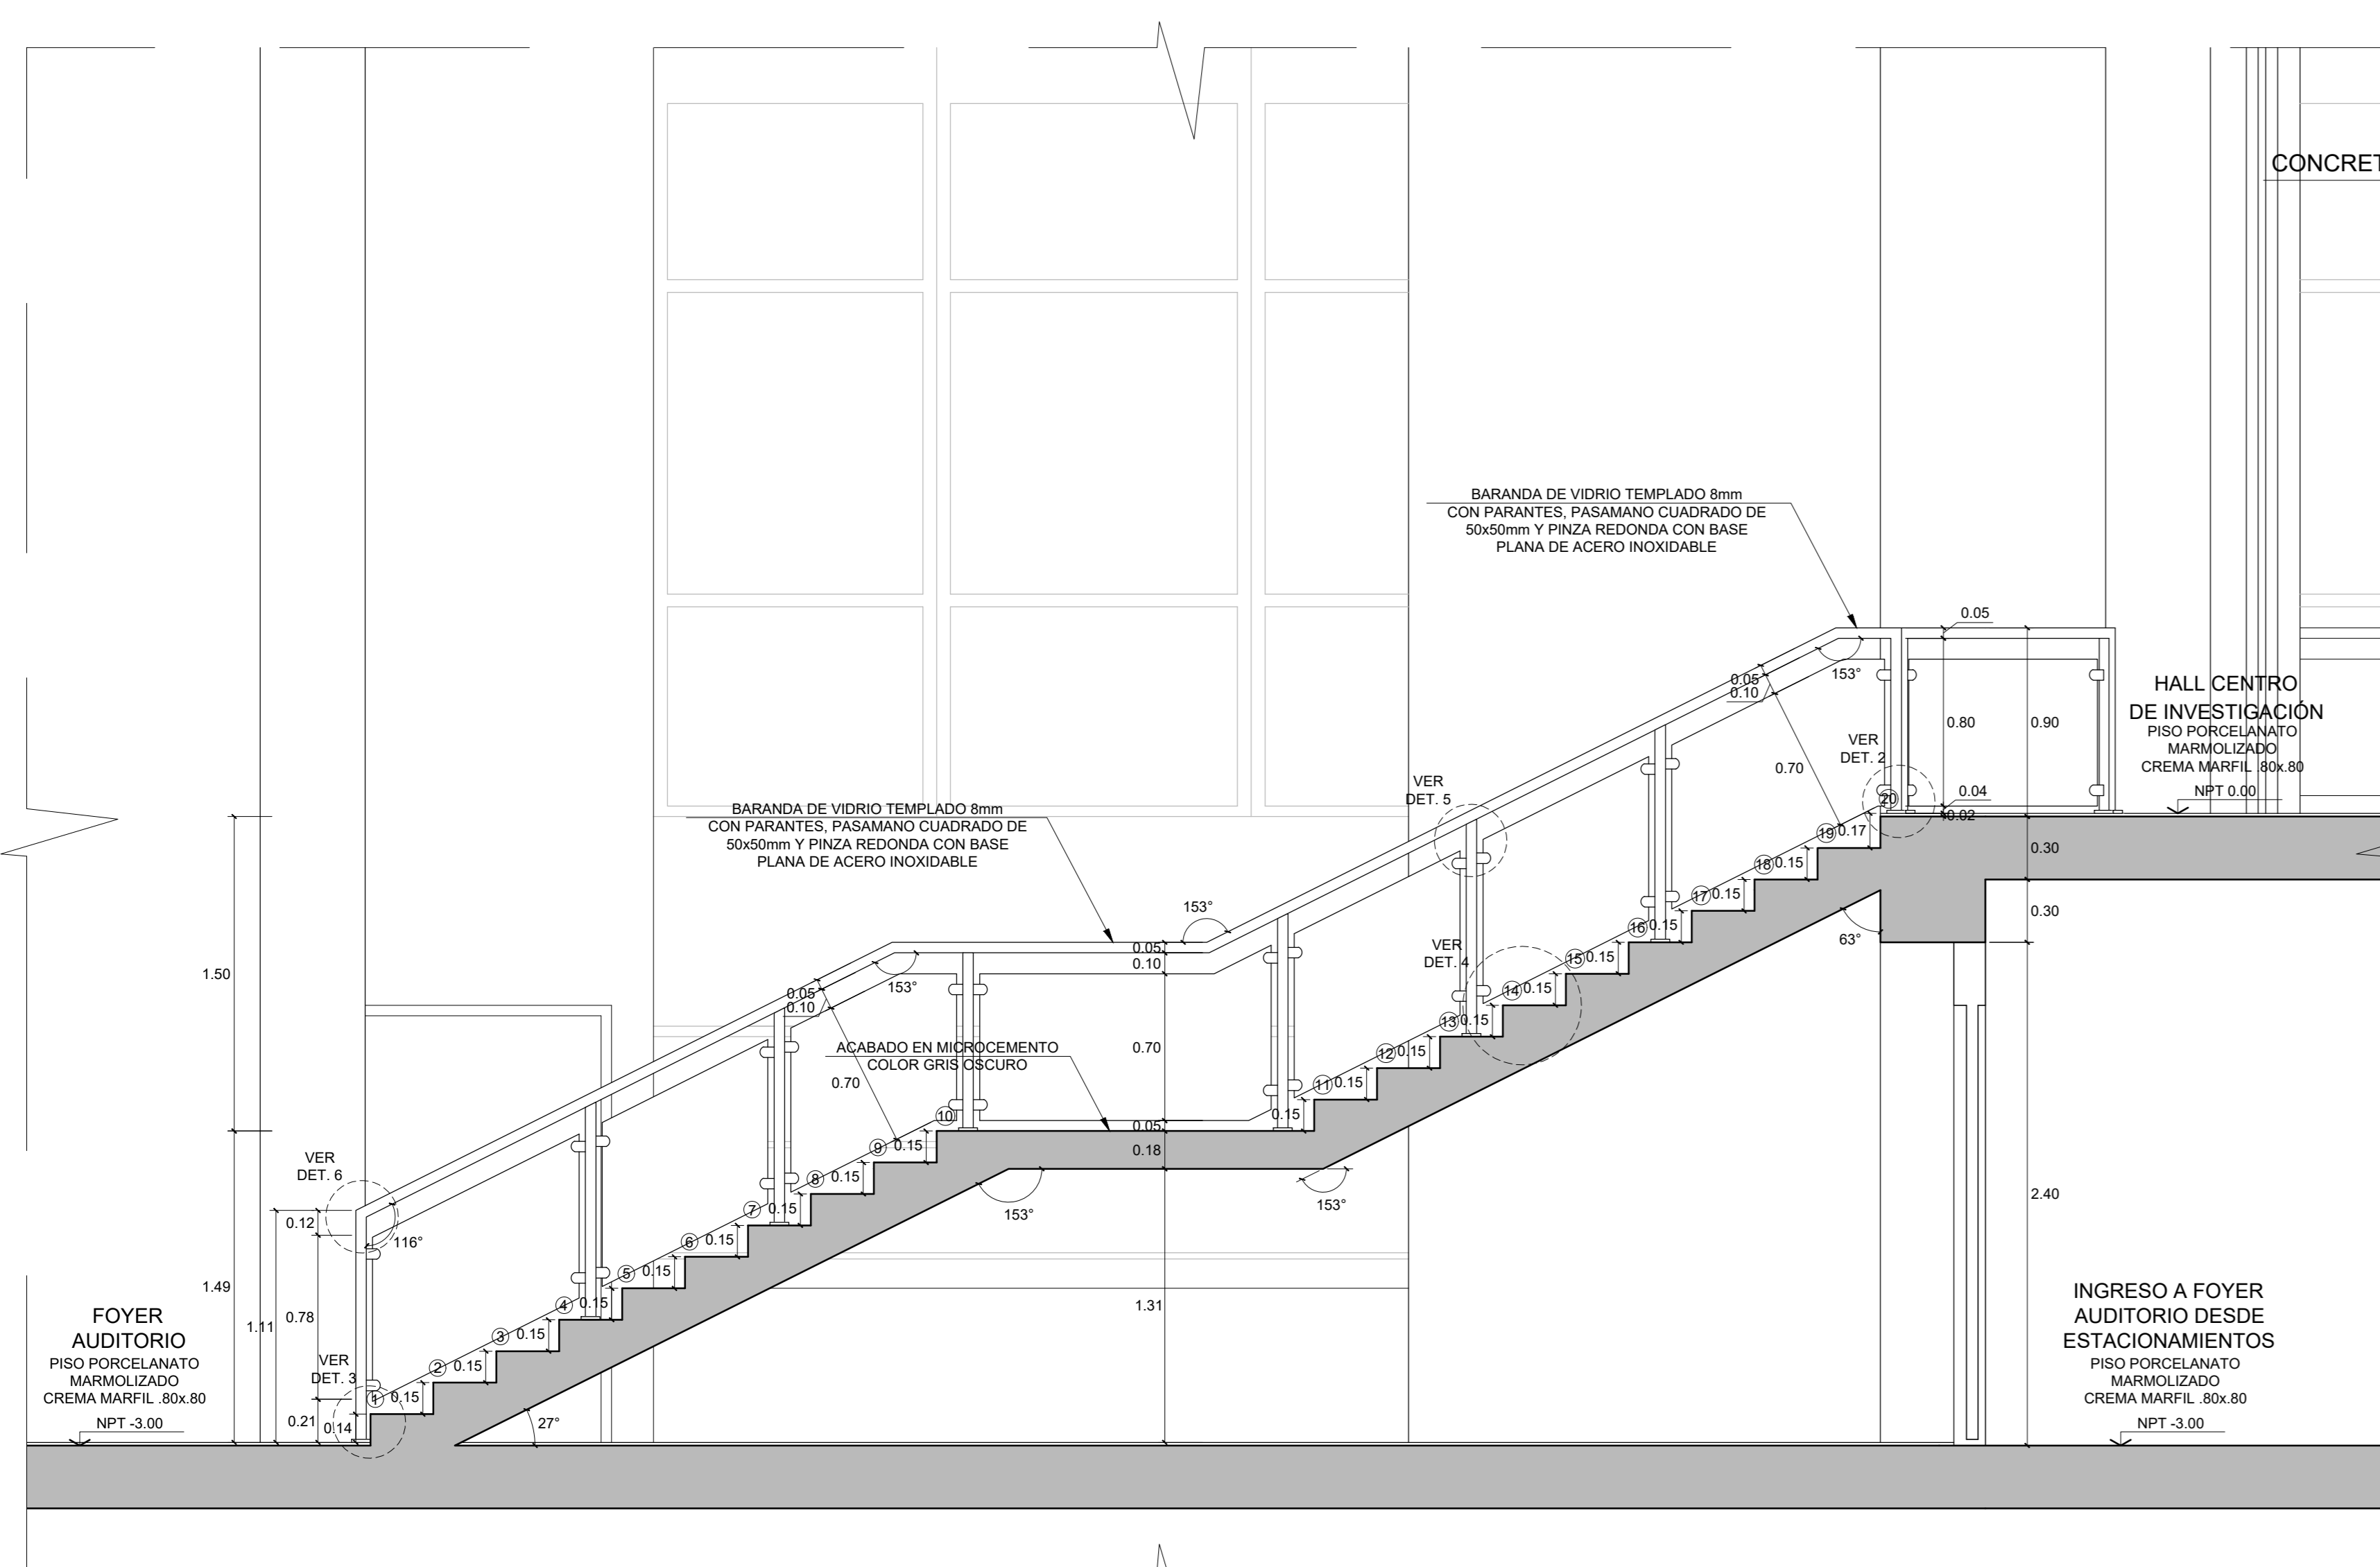 CONCRET
BARANDA DE VIDRIO TEMPLADO 8mm
CON PARANTES, PASAMANO CUADRADO DE
50x50mm Y PINZA REDONDA CON BASE
PLANA DE ACERO INOXIDABLE
0.05
153°
0.05
0.10
HALL CENTRO
DE INVESTIGACIÓN
PISO PORCELANATO
MARMOLIZADO
CREMA MARFIL .80x.80
NPT 0.00
0.80
0.90
VER
DET. 2
0.70
0.04
0.02
VER
DET. 5
BARANDA DE VIDRIO TEMPLADO 8mm
CON PARANTES, PASAMANO CUADRADO DE
50x50mm Y PINZA REDONDA CON BASE
PLANA DE ACERO INOXIDABLE
20
19 0.17
18 0.15
17 0.15
16 0.15
15 0.15
14 0.15
13 0.15
12 0.15
11 0.15
0.15
0.30
0.30
63°
153°
VER
DET. 4
0.05
0.10
1.50
153°
0.05
0.10
ACABADO EN MICROCEMENTO
COLOR GRIS OSCURO
0.70
0.70
0.05
0.18
10
9 0.15
8 0.15
7 0.15
6 0.15
5 0.15
4 0.15
3 0.15
2 0.15
1 0.15
153°
153°
2.40
VER
DET. 6
0.12
116°
1.49
1.11
0.78
1.31
VER
DET. 3
0.21
0.14
27°
FOYER
AUDITORIO
PISO PORCELANATO
MARMOLIZADO
CREMA MARFIL .80x.80
NPT -3.00
INGRESO A FOYER
AUDITORIO DESDE
ESTACIONAMIENTOS
PISO PORCELANATO
MARMOLIZADO
CREMA MARFIL .80x.80
NPT -3.00